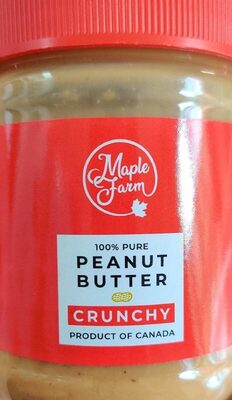 Maple
Farm
100% PURE
PEANUT
BUTTER
CRUNCHY
PRODUCT OF CANADA